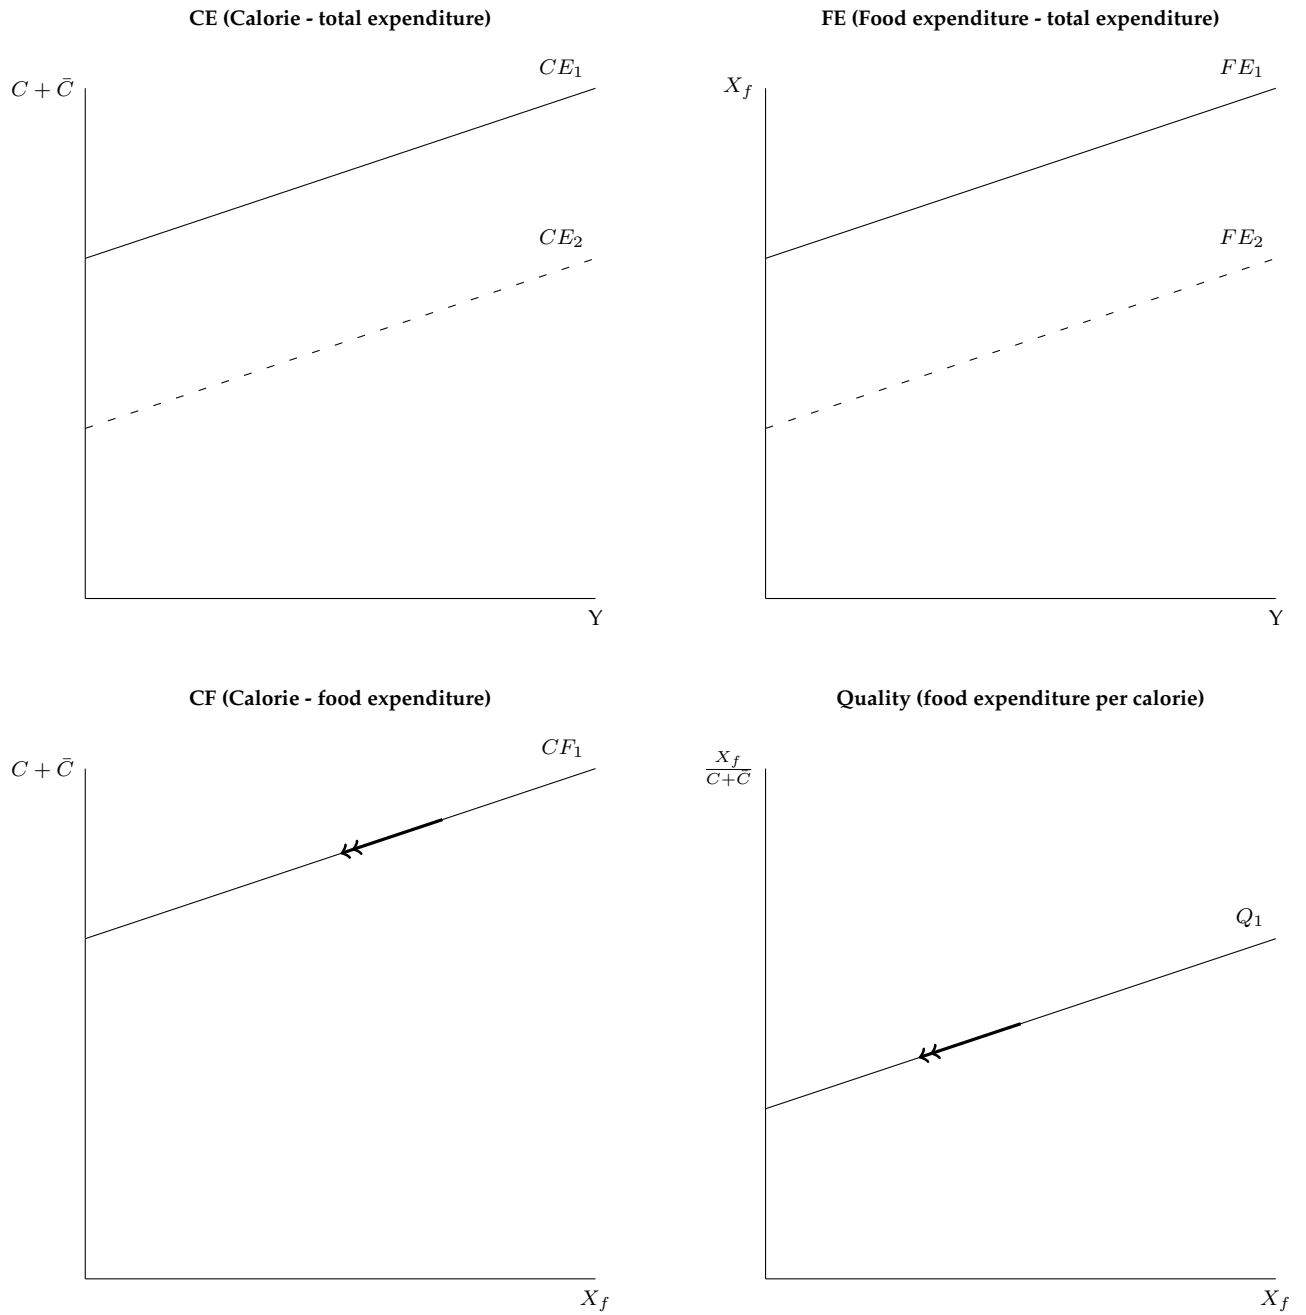 CE (Calorie - total expenditure)
C + C̄
CE₁
CE₂
Y
FE (Food expenditure - total expenditure)
X_f
FE₁
FE₂
Y
CF (Calorie - food expenditure)
C + C̄
CF₁
X_f
Quality (food expenditure per calorie)
X_f
C+C̄
Q₁
X_f